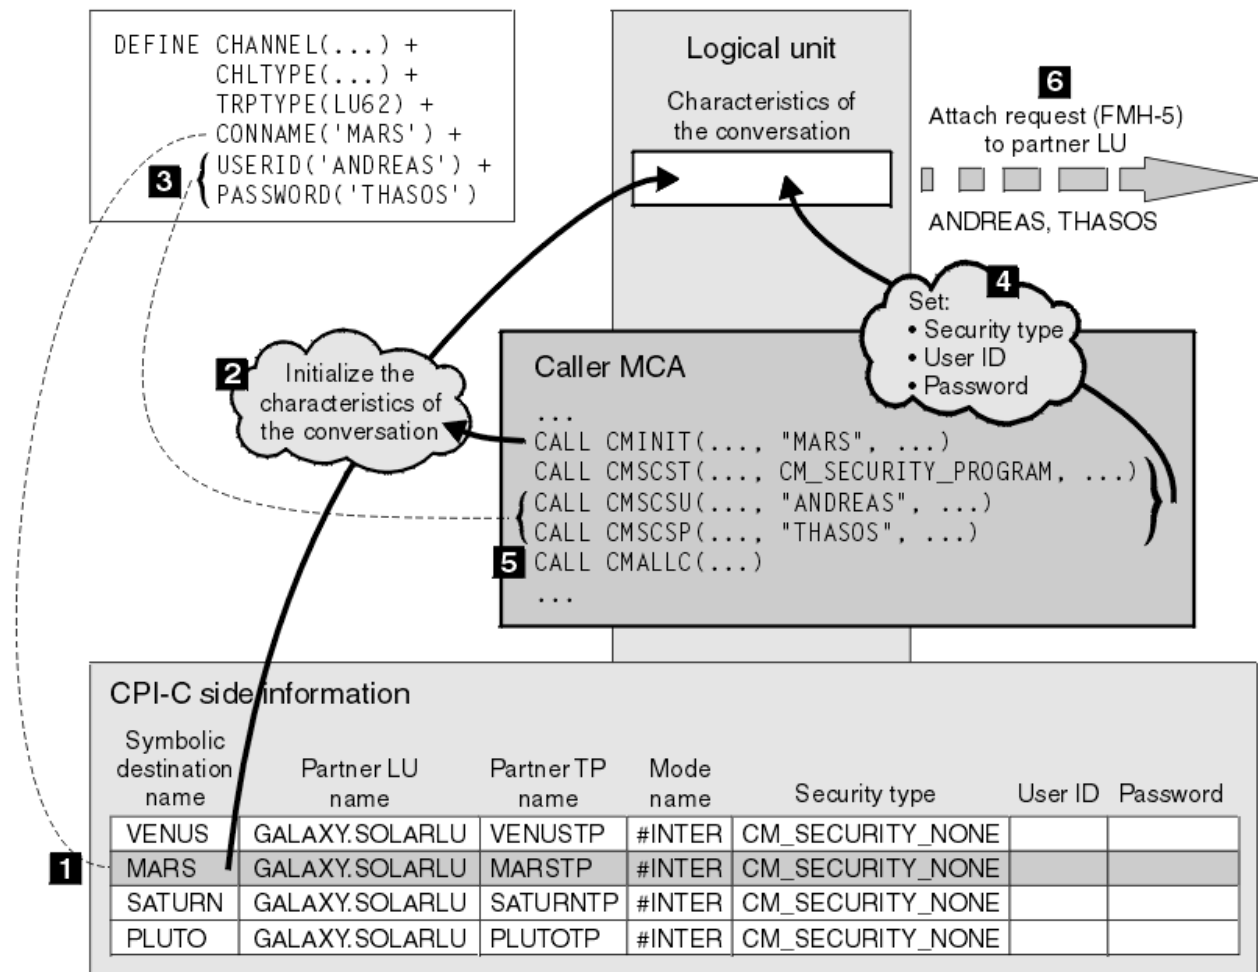 DEFINE CHANNEL(...) +
CHLTYPE(...) +
TRPTYPE(LU62) +
CONNAME('MARS') +
USERID('ANDREAS') +
PASSWORD('THASOS')
3
Logical unit
Characteristics of
the conversation
6
Attach request (FMH-5)
to partner LU
ANDREAS, THASOS
4
Set:
• Security type
• User ID
• Password
2
Initialize the
characteristics of
the conversation
Caller MCA
...
CALL CMINIT(..., "MARS", ...)
CALL CMSCST(..., CM_SECURITY_PROGRAM, ...)
CALL CMSCSU(..., "ANDREAS", ...)
CALL CMSCSP(..., "THASOS", ...)
5 CALL CMALLC(...)
...
CPI-C side information
Symbolic destination name Partner LU name Partner TP name Mode name Security type User ID Password
VENUS GALAXY.SOLARLU VENUSTP #INTER CM_SECURITY_NONE
1 MARS GALAXY.SOLARLU MARSTP #INTER CM_SECURITY_NONE
SATURN GALAXY.SOLARLU SATURNTP #INTER CM_SECURITY_NONE
PLUTO GALAXY.SOLARLU PLUTOTP #INTER CM_SECURITY_NONE